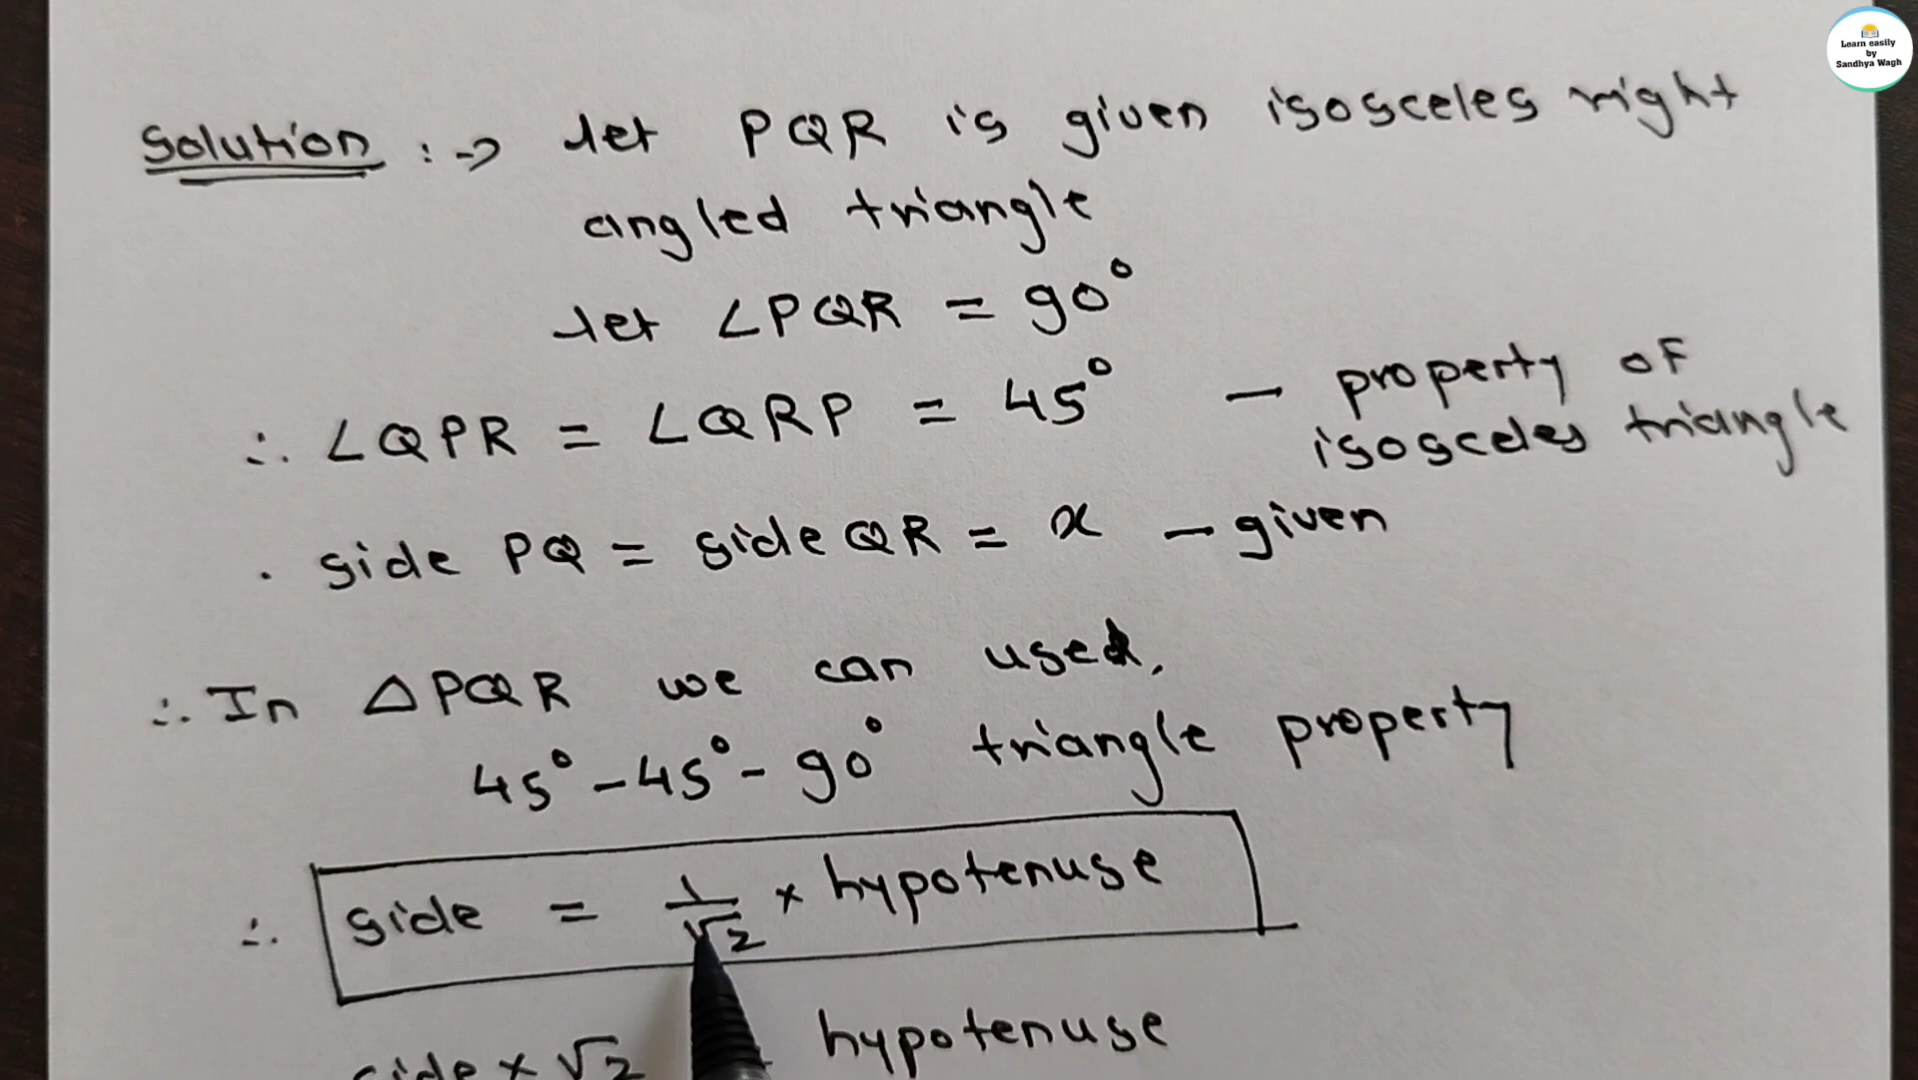 Learn easily
by
Sandhya Wagh
Solution :-> let PQR is given isosceles right
angled triangle
let ∠PQR = 90°
∴ ∠QPR = ∠QRP = 45° — property of
isosceles triangle
. side PQ = side QR = x — given
∴ In △PQR we can used,
45° – 45° – 90° triangle property
∴ side = 1/√2 × hypotenuse
side × √2 hypotenuse